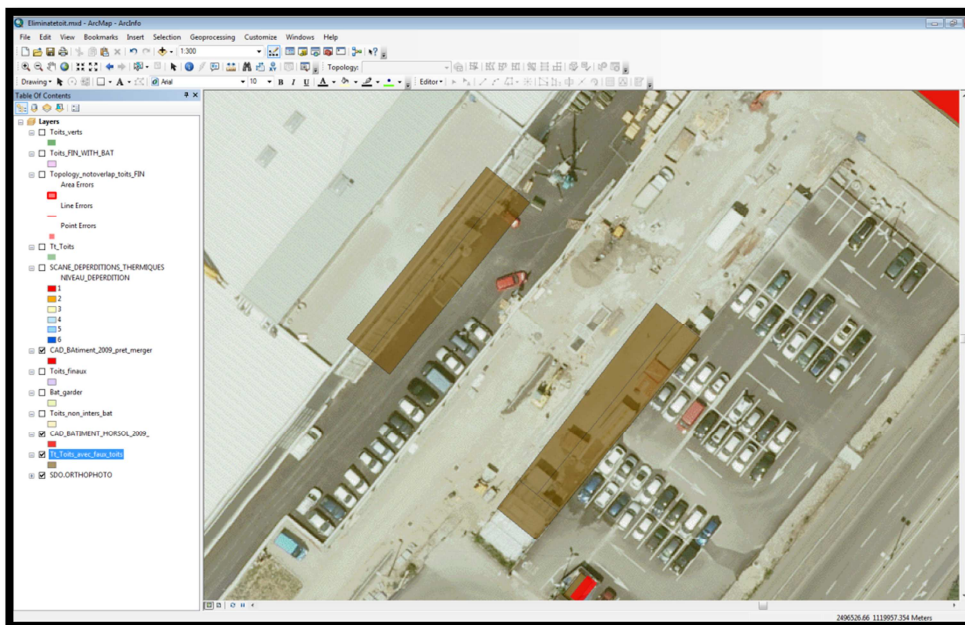 Eliminatetoit.mxd - ArcMap - ArcInfo
File Edit View Bookmarks Insert Selection Geoprocessing Customize Windows Help
1:300
Topology:
Drawing Arial 10 B I U A Editor
Table Of Contents
Layers
Toits_verts
Toits_FIN_WITH_BAT
Topology_notoverlap_toits_FIN
Area Errors
Line Errors
Point Errors
Tt_Toits
SCANE_DEPERDITIONS_THERMIQUES
NIVEAU_DEPERDITION
1
2
3
4
5
6
CAD_BAtiment_2009_pret_merger
Toits_finaux
Bat_garder
Toits_non_inters_bat
CAD_BATIMENT_HORSOL_2009_
Tt_Toits_avec_faux_toits
SDO.ORTHOPHOTO
2496526.66 1119957.354 Meters